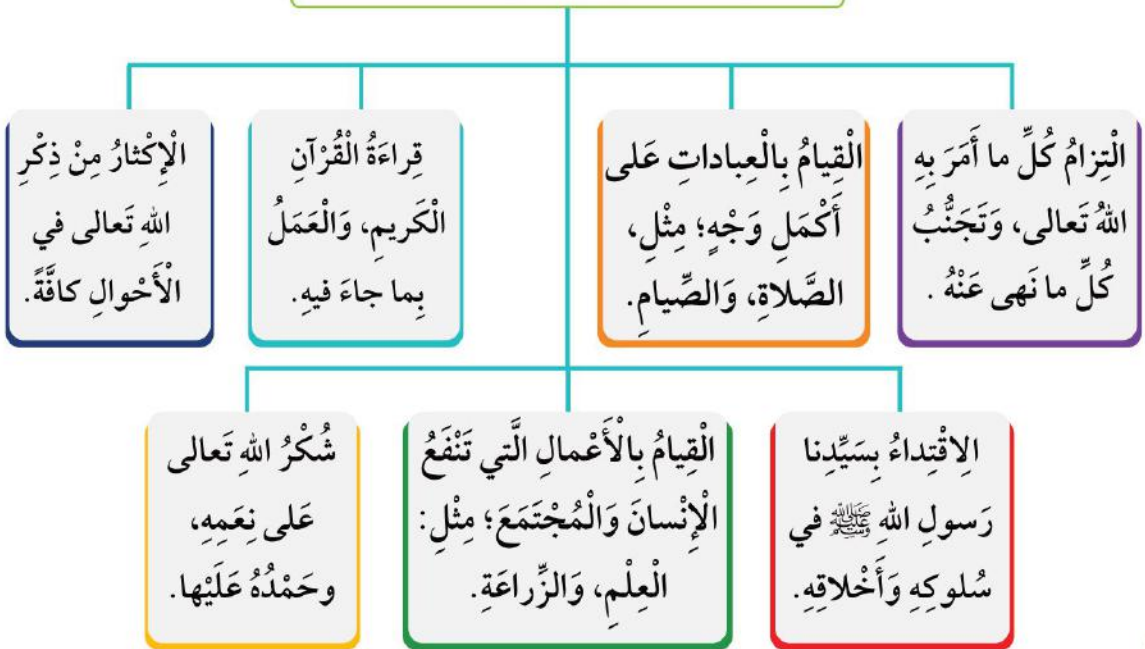 الْتِزامُ كُلِّ ما أَمَرَ بِهِ
اللهُ تَعالى، وَتَجَنُّبُ
كُلِّ ما نَهى عَنْهُ .
الْقِيامُ بِالْعِباداتِ عَلى
أَكْمَلِ وَجْهٍ؛ مِثْلِ،
الصَّلاةِ، وَالصِّيامِ.
قِراءَةُ الْقُرْآنِ
الْكَريمِ، وَالْعَمَلُ
بِما جاءَ فيهِ.
الْإِكْثارُ مِنْ ذِكْرِ
اللهِ تَعالى في
الْأَحْوالِ كافَّةً.
الِاقْتِداءُ بِسَيِّدِنا
رَسولِ اللهِ ﷺ في
سُلوكِهِ وَأَخْلاقِهِ.
الْقِيامُ بِالْأَعْمالِ الَّتي تَنْفَعُ
الْإِنْسانَ وَالْمُجْتَمَعَ؛ مِثْلِ:
الْعِلْمِ، وَالزِّراعَةِ.
شُكْرُ اللهِ تَعالى
عَلى نِعَمِهِ،
وحَمْدُهُ عَلَيْها.